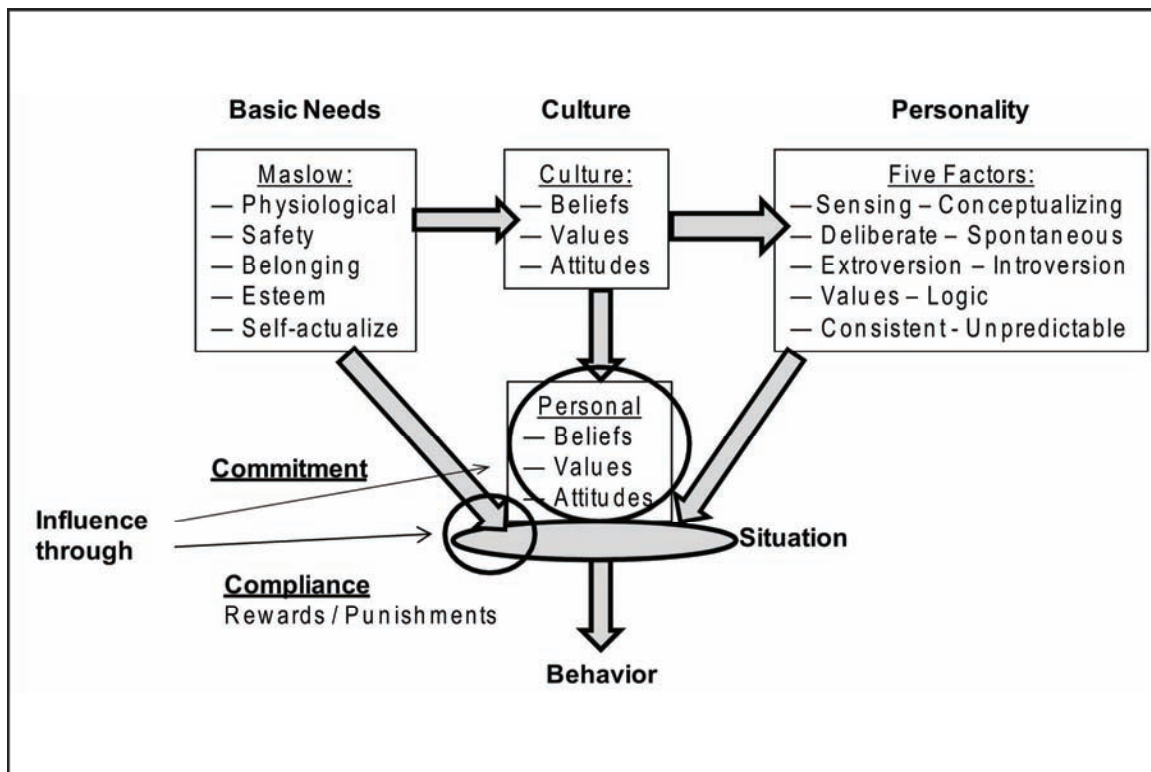 Basic Needs
Culture
Personality
Maslow:
— Physiological
— Safety
— Belonging
— Esteem
— Self-actualize
Culture:
— Beliefs
— Values
— Attitudes
Five Factors:
—Sensing – Conceptualizing
— Deliberate – Spontaneous
— Extroversion – Introversion
— Values – Logic
— Consistent - Unpredictable
Personal
— Beliefs
— Values
— Attitudes
Commitment
Influence
through
Situation
Compliance
Rewards / Punishments
Behavior